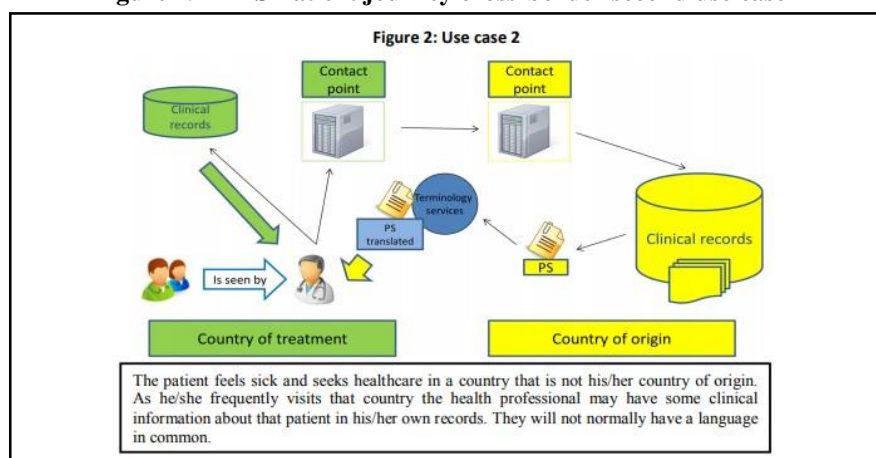 Figure 2: Use case 2
Contact
point
Contact
point
Clinical
records
Terminology
services
PS
translated
Clinical records
PS
Is seen by
Country of treatment
Country of origin
The patient feels sick and seeks healthcare in a country that is not his/her country of origin.
As he/she frequently visits that country the health professional may have some clinical
information about that patient in his/her own records. They will not normally have a language
in common.